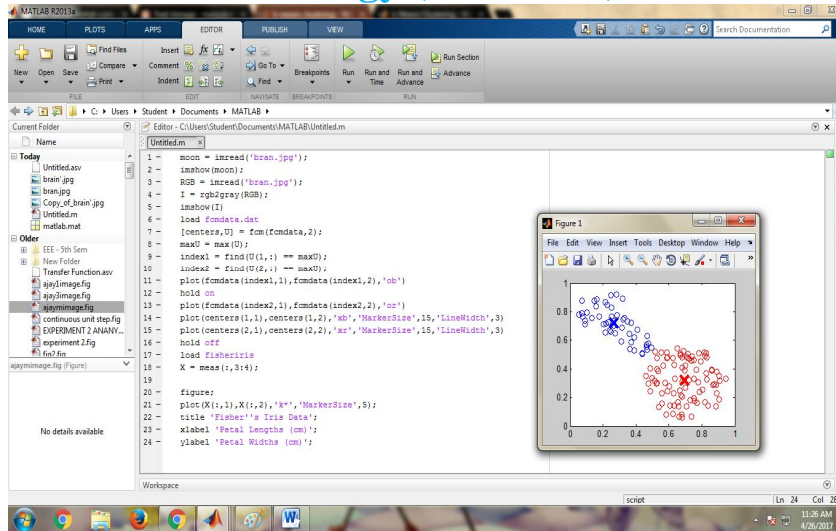 MATLAB R2013a
HOME PLOTS APPS EDITOR PUBLISH VIEW
Search Documentation
New Open Save Find Files Compare Print
Insert Comment Indent fx
Go To Find
Breakpoints Run Run and Time Run and Advance Run Section Advance
FILE EDIT NAVIGATE BREAKPOINTS RUN
C: Users Student Documents MATLAB
Current Folder
Name
Today
Untitled.asv
brain'.jpg
bran.jpg
Copy_of_brain'.jpg
Untitled.m
matlab.mat
Older
EEE - 5th Sem
New Folder
Transfer Function.asv
ajay1image.fig
ajay3image.fig
ajaymimage.fig
continuous unit step.fig
EXPERIMENT 2 ANANY...
experiment 2.fig
fin2.fig
ajaymimage.fig (Figure)
No details available
Editor - C:\Users\Student\Documents\MATLAB\Untitled.m
Untitled.m
1 - moon = imread('bran.jpg');
2 - imshow(moon);
3 - RGB = imread('bran.jpg');
4 - I = rgb2gray(RGB);
5 - imshow(I)
6 - load fcmdata.dat
7 - [centers,U] = fcm(fcmdata,2);
8 - maxU = max(U);
9 - index1 = find(U(1,:) == maxU);
10 index2 = find(U(2,:) == maxU);
11 - plot(fcmdata(index1,1),fcmdata(index1,2),'ob')
12 - hold on
13 - plot(fcmdata(index2,1),fcmdata(index2,2),'or')
14 - plot(centers(1,1),centers(1,2),'xb','MarkerSize',15,'LineWidth',3)
15 - plot(centers(2,1),centers(2,2),'xr','MarkerSize',15,'LineWidth',3)
16 - hold off
17 - load fisheriris
18 - X = meas(:,3:4);
19
20 - figure;
21 - plot(X(:,1),X(:,2),'k*','MarkerSize',5);
22 - title 'Fisher''s Iris Data';
23 - xlabel 'Petal Lengths (cm)';
24 - ylabel 'Petal Widths (cm)';
Figure 1
File Edit View Insert Tools Desktop Window Help
1
0.8
0.6
0.4
0.2
0
0 0.2 0.4 0.6 0.8 1
Workspace
script Ln 24 Col 28
11:26 AM
4/26/2017